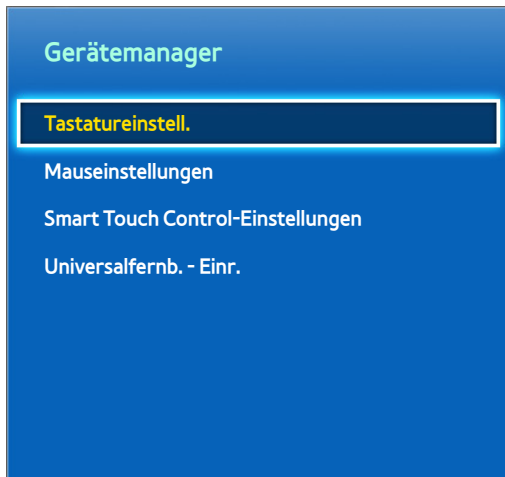 Gerätemanager
Tastatureinstell.
Mauseinstellungen
Smart Touch Control-Einstellungen
Universalfernb. - Einr.